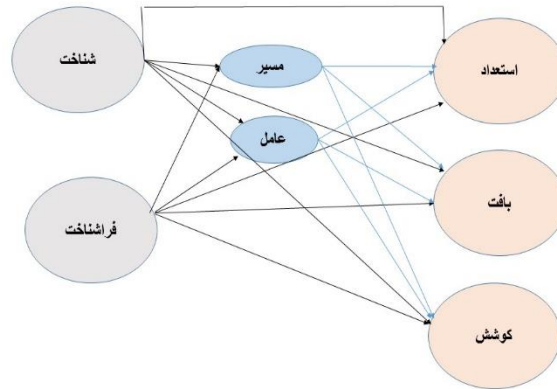 شناخت
مسیر
استعداد
عامل
بافت
فراشناخت
کوشش